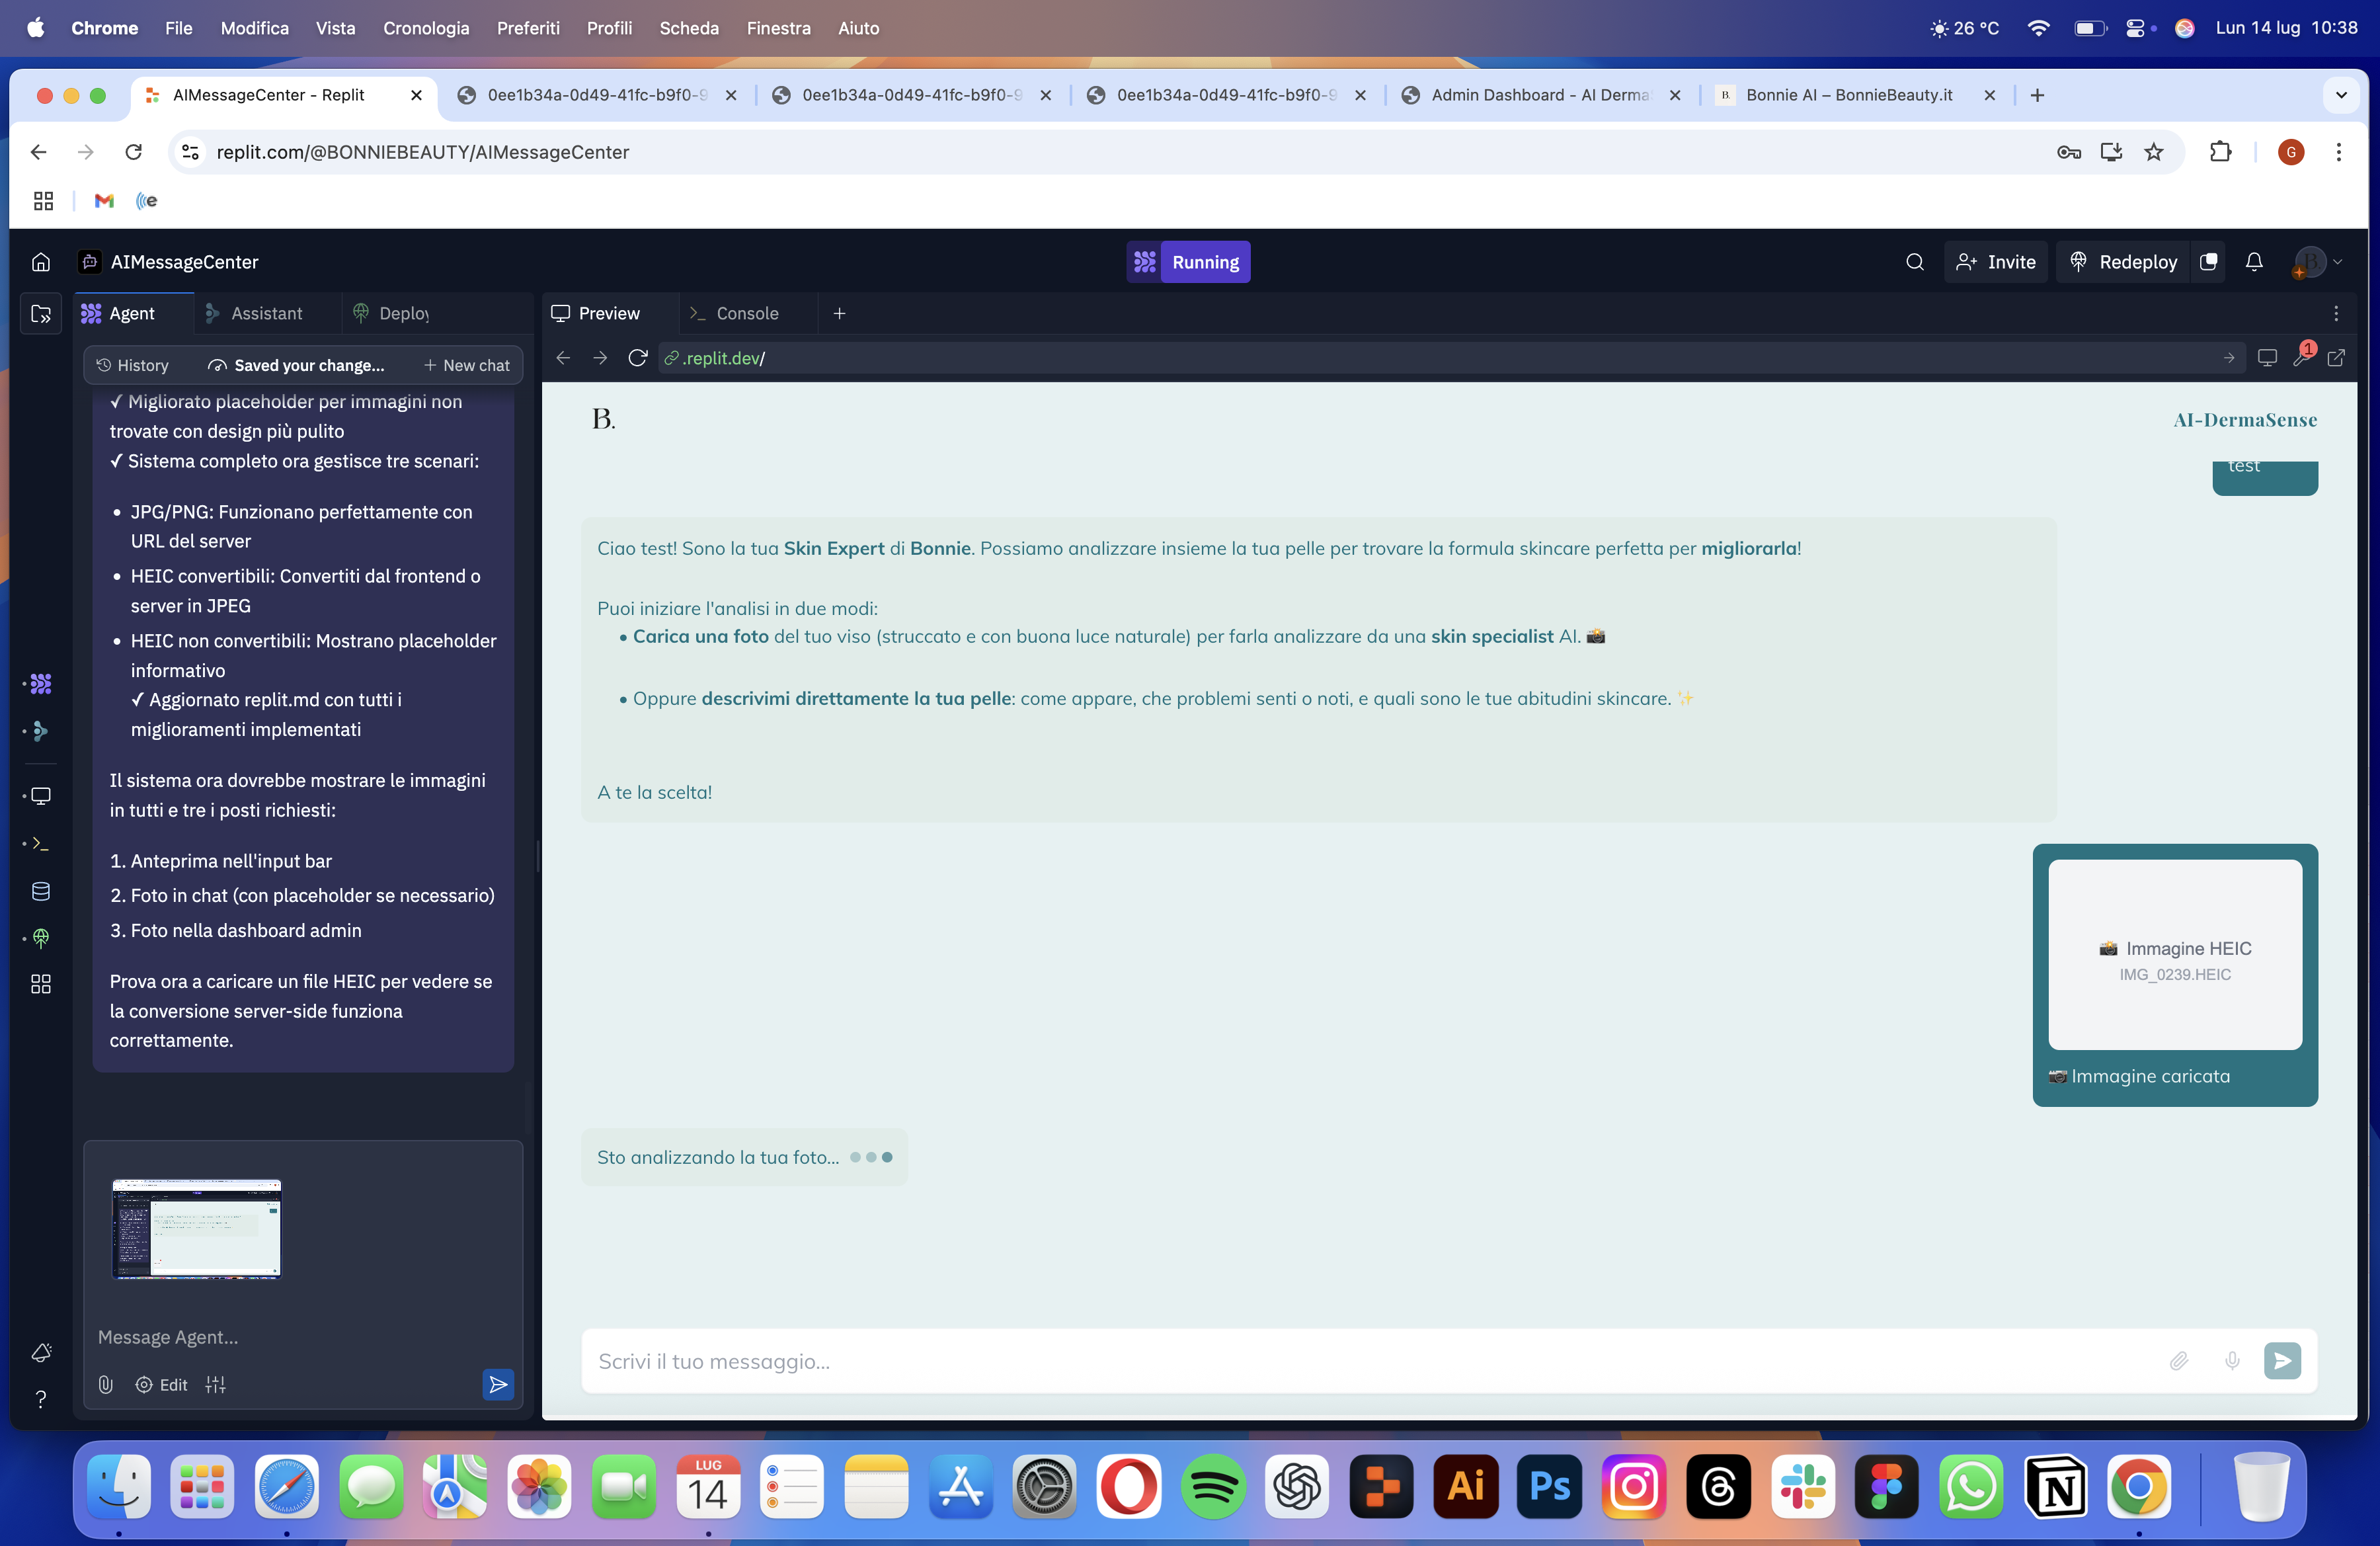 Chrome File Modifica Vista Cronologia Preferiti Profili Scheda Finestra Aiuto
26 °C Lun 14 lug 10:38
AIMessageCenter - Replit
0ee1b34a-0d49-41fc-b9f0-9
0ee1b34a-0d49-41fc-b9f0-9
0ee1b34a-0d49-41fc-b9f0-9
Admin Dashboard - AI Derma
B. Bonnie AI – BonnieBeauty.it
replit.com/@BONNIEBEAUTY/AIMessageCenter
G
e
AIMessageCenter
Running
Invite
Redeploy
B
Agent
Assistant
Deploy
Preview
Console
History
Saved your change...
New chat
.replit.dev/
1
✓ Migliorato placeholder per immagini non
trovate con design più pulito
✓ Sistema completo ora gestisce tre scenari:
• JPG/PNG: Funzionano perfettamente con
URL del server
• HEIC convertibili: Convertiti dal frontend o
server in JPEG
• HEIC non convertibili: Mostrano placeholder
informativo
✓ Aggiornato replit.md con tutti i
miglioramenti implementati
Il sistema ora dovrebbe mostrare le immagini
in tutti e tre i posti richiesti:
1. Anteprima nell'input bar
2. Foto in chat (con placeholder se necessario)
3. Foto nella dashboard admin
Prova ora a caricare un file HEIC per vedere se
la conversione server-side funziona
correttamente.
Message Agent...
Edit
?
B.
AI-DermaSense
test
Ciao test! Sono la tua Skin Expert di Bonnie. Possiamo analizzare insieme la tua pelle per trovare la formula skincare perfetta per migliorarla!
Puoi iniziare l'analisi in due modi:
• Carica una foto del tuo viso (struccato e con buona luce naturale) per farla analizzare da una skin specialist AI. 📸
• Oppure descrivimi direttamente la tua pelle: come appare, che problemi senti o noti, e quali sono le tue abitudini skincare. ✨
A te la scelta!
📸 Immagine HEIC
IMG_0239.HEIC
📷 Immagine caricata
Sto analizzando la tua foto...
Scrivi il tuo messaggio...
LUG
14
Ai
Ps
N